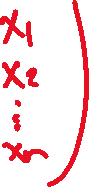 x₁
x₂
⋮
xₙ
)